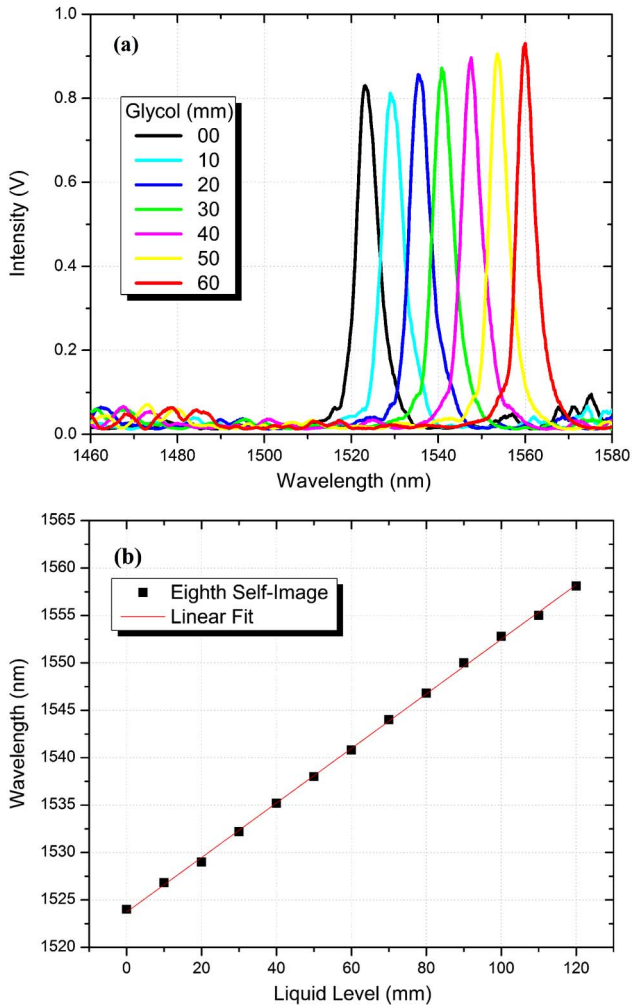 (a)
Glycol (mm)
00
10
20
30
40
50
60
Intensity (V)
1.0
0.8
0.6
0.4
0.2
0.0
1460 1480 1500 1520 1540 1560 1580
Wavelength (nm)
(b)
Eighth Self-Image
Linear Fit
Wavelength (nm)
1565
1560
1555
1550
1545
1540
1535
1530
1525
1520
0 20 40 60 80 100 120
Liquid Level (mm)